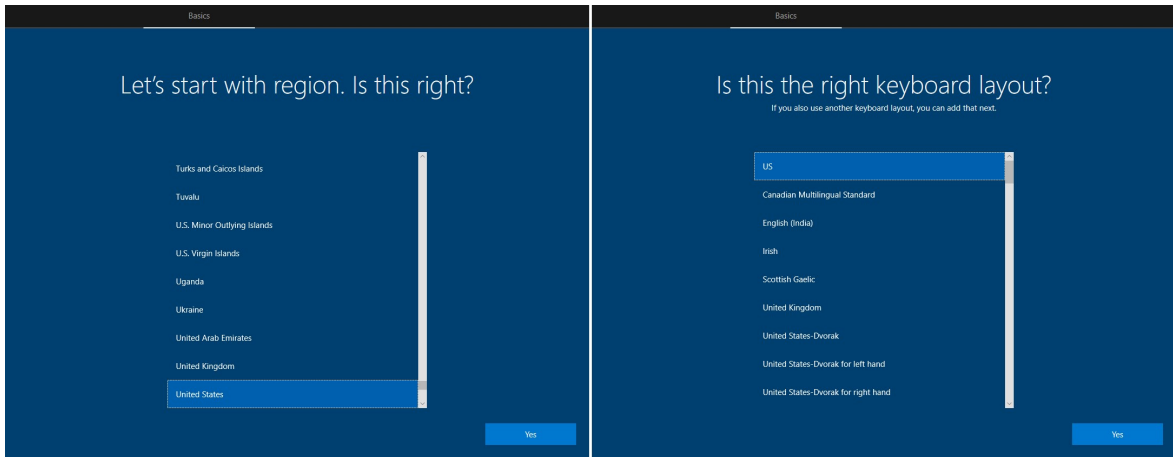 Basics
Let's start with region. Is this right?
Turks and Caicos Islands
Tuvalu
U.S. Minor Outlying Islands
U.S. Virgin Islands
Uganda
Ukraine
United Arab Emirates
United Kingdom
United States
Yes
Basics
Is this the right keyboard layout?
If you also use another keyboard layout, you can add that next.
US
Canadian Multilingual Standard
English (India)
Irish
Scottish Gaelic
United Kingdom
United States-Dvorak
United States-Dvorak for left hand
United States-Dvorak for right hand
Yes